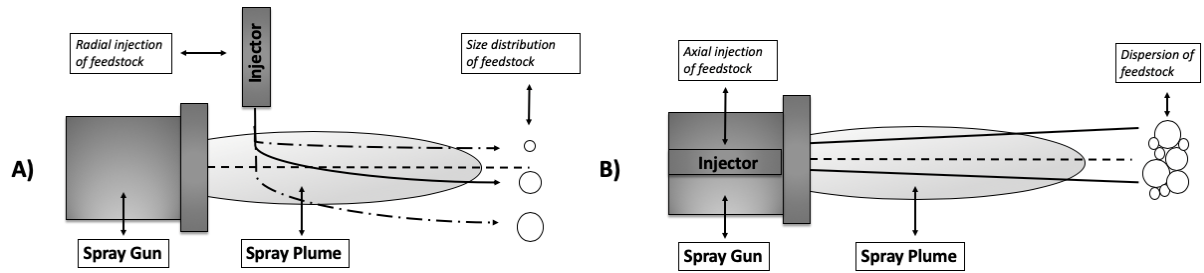 A)
Radial injection
of feedstock
Injector
Size distribution
of feedstock
Spray Gun
Spray Plume
B)
Axial injection
of feedstock
Injector
Dispersion of
feedstock
Spray Gun
Spray Plume